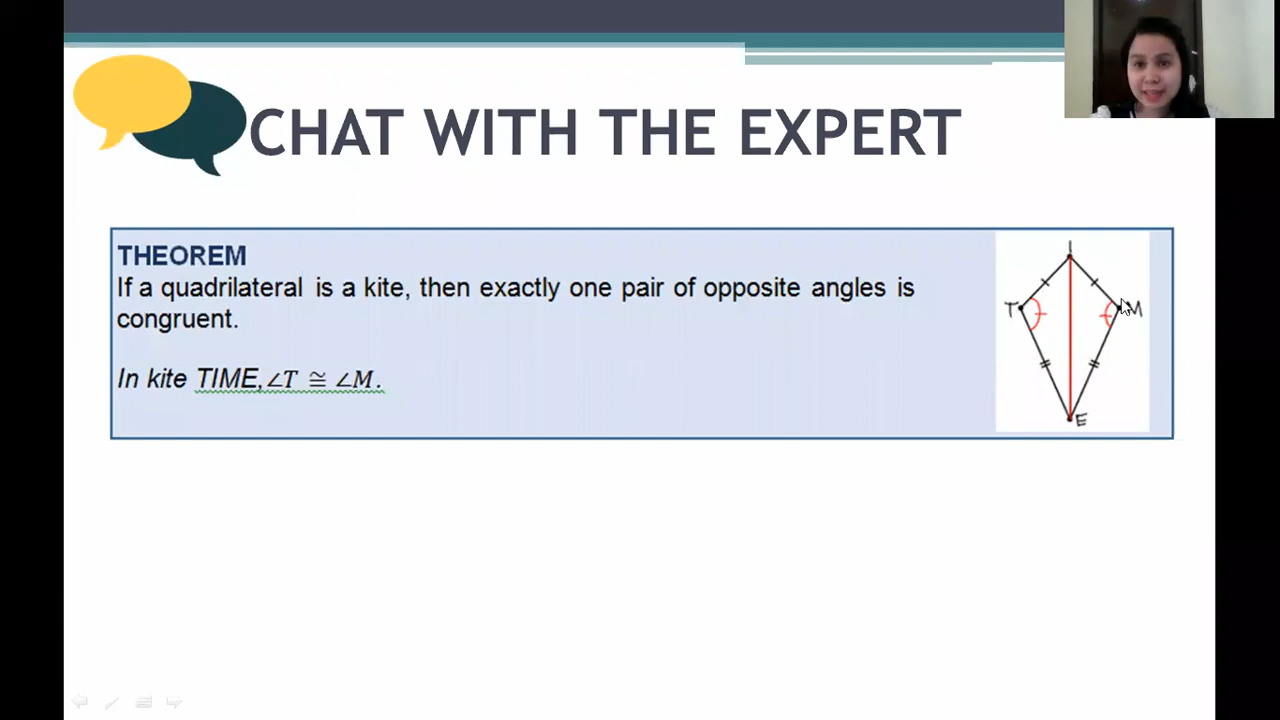 CHAT WITH THE EXPERT
THEOREM
If a quadrilateral is a kite, then exactly one pair of opposite angles is
congruent.
In kite TIME, ∠T ≅ ∠M.
I
T
M
E